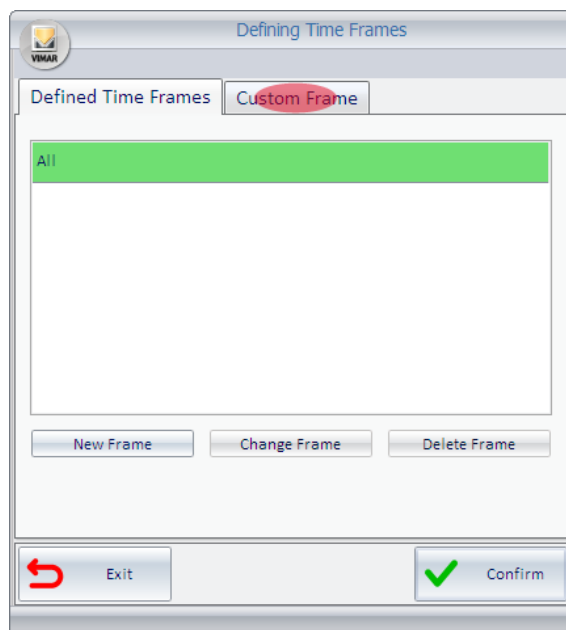 Defining Time Frames
VIMAR
Defined Time Frames
Custom Frame
All
New Frame
Change Frame
Delete Frame
Exit
Confirm